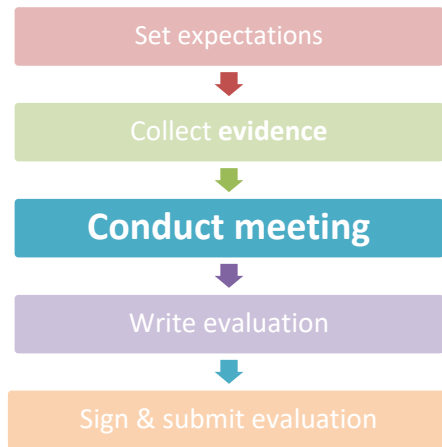 Set expectations
Collect evidence
Conduct meeting
Write evaluation
Sign & submit evaluation